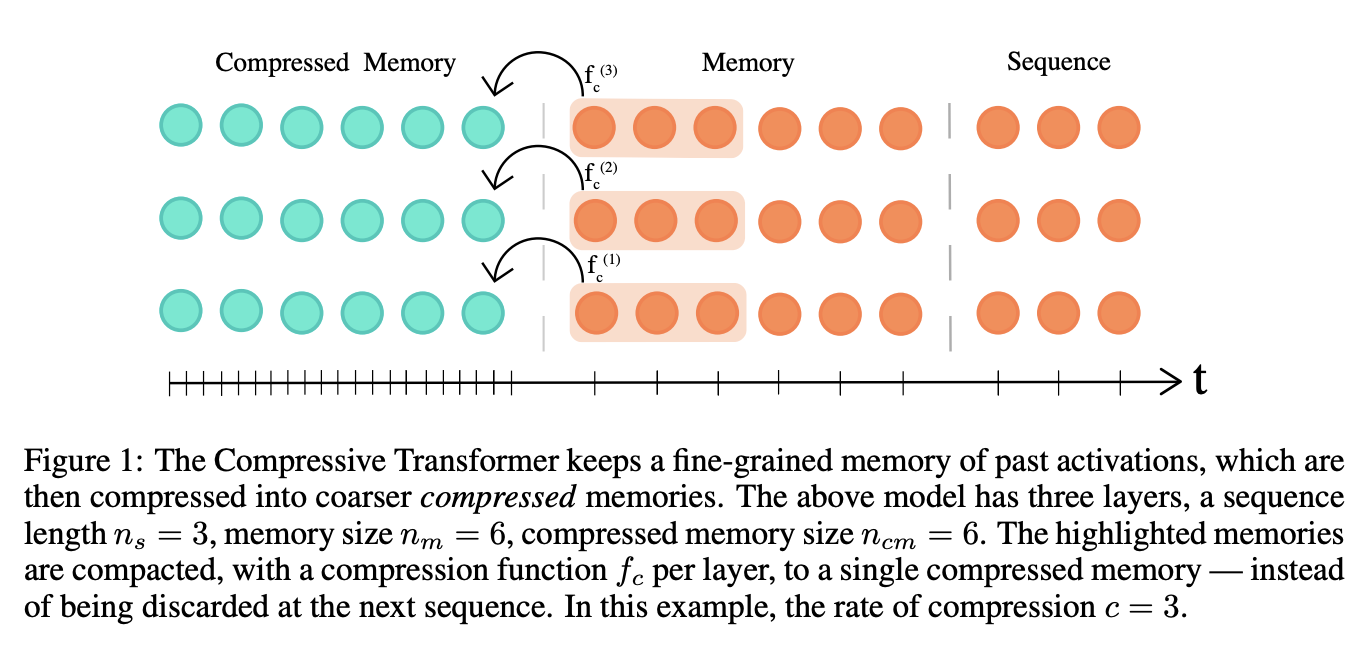 Compressed Memory Memory Sequence
f_c^(3)
f_c^(2)
f_c^(1)
t
Figure 1: The Compressive Transformer keeps a fine-grained memory of past activations, which are
then compressed into coarser compressed memories. The above model has three layers, a sequence
length n_s = 3, memory size n_m = 6, compressed memory size n_cm = 6. The highlighted memories
are compacted, with a compression function f_c per layer, to a single compressed memory — instead
of being discarded at the next sequence. In this example, the rate of compression c = 3.